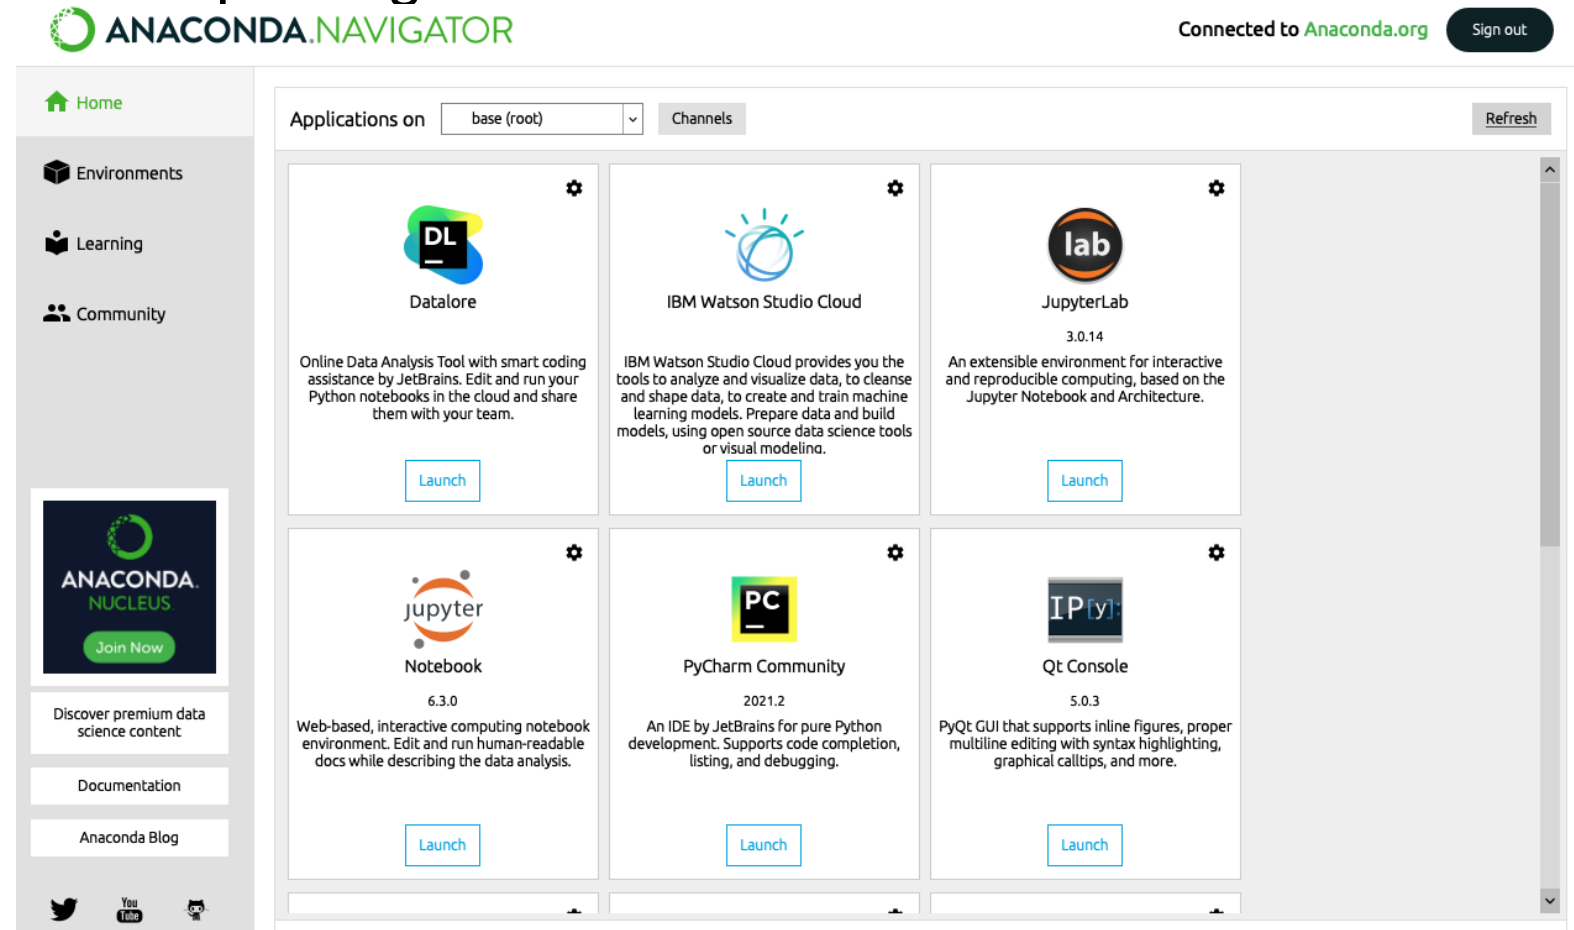 ANACONDA.NAVIGATOR
Connected to Anaconda.org
Sign out
Home
Environments
Learning
Community
ANACONDA.
NUCLEUS
Join Now
Discover premium data
science content
Documentation
Anaconda Blog
You
Tube
Applications on
base (root)
Channels
Refresh
DL
Datalore
Online Data Analysis Tool with smart coding
assistance by JetBrains. Edit and run your
Python notebooks in the cloud and share
them with your team.
Launch
IBM Watson Studio Cloud
IBM Watson Studio Cloud provides you the
tools to analyze and visualize data, to cleanse
and shape data, to create and train machine
learning models. Prepare data and build
models, using open source data science tools
or visual modeling.
Launch
lab
JupyterLab
3.0.14
An extensible environment for interactive
and reproducible computing, based on the
Jupyter Notebook and Architecture.
Launch
jupyter
Notebook
6.3.0
Web-based, interactive computing notebook
environment. Edit and run human-readable
docs while describing the data analysis.
Launch
PC
PyCharm Community
2021.2
An IDE by JetBrains for pure Python
development. Supports code completion,
listing, and debugging.
Launch
IP[y]:
Qt Console
5.0.3
PyQt GUI that supports inline figures, proper
multiline editing with syntax highlighting,
graphical calltips, and more.
Launch